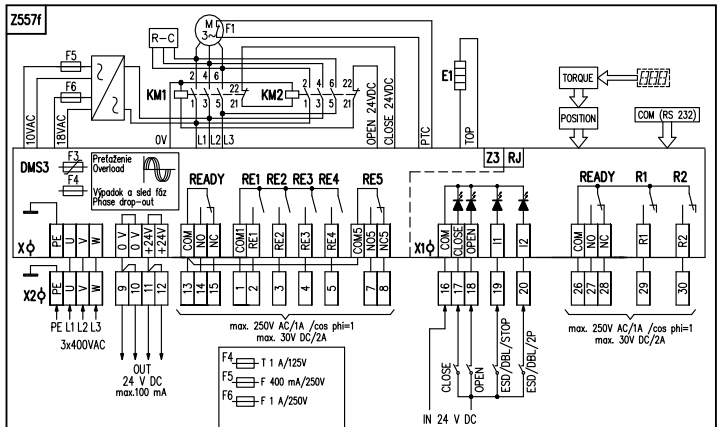 Z557f
M
3~
F1
R-C
F5
F6
2 4 6
1 3 5
22
21
KM1
KM2
2 4 6
1 3 5
22
21
OPEN 24VDC
CLOSE 24VDC
PTC
E1
TOP
TORQUE
POSITION
COM (RS 232)
10VAC
18VAC
0V
L1 L2 L3
DMS3
F3
F4
Preťaženie
Overload
Výpadok a sled fáz
Phase drop-out
READY
RE1 RE2 RE3 RE4
RE5
Z3 RJ
READY
R1
R2
X
PE U V W
0 V
0 V
+24V
+24V
COM NO NC
COM1 RE1
RE2
RE3
RE4
COM5 NO5 NC5
X1
COM CLOSE OPEN
I1
I2
COM NO NC
R1
R2
X2
PE U V W
9 10 11 12
13 14 15
1 2 3 4 5
7 8
16 17 18
19
20
26 27 28
29
30
PE L1 L2 L3
3x400VAC
OUT
24 V DC
max.100 mA
max. 250V AC/1A /cos phi=1
max. 30V DC/2A
F4 T 1 A/125V
F5 F 400 mA/250V
F6 F 1 A/250V
CLOSE
OPEN
ESD/DBL/STOP
ESD/DBL/2P
IN 24 V DC
max. 250V AC/1A /cos phi=1
max. 30V DC/2A